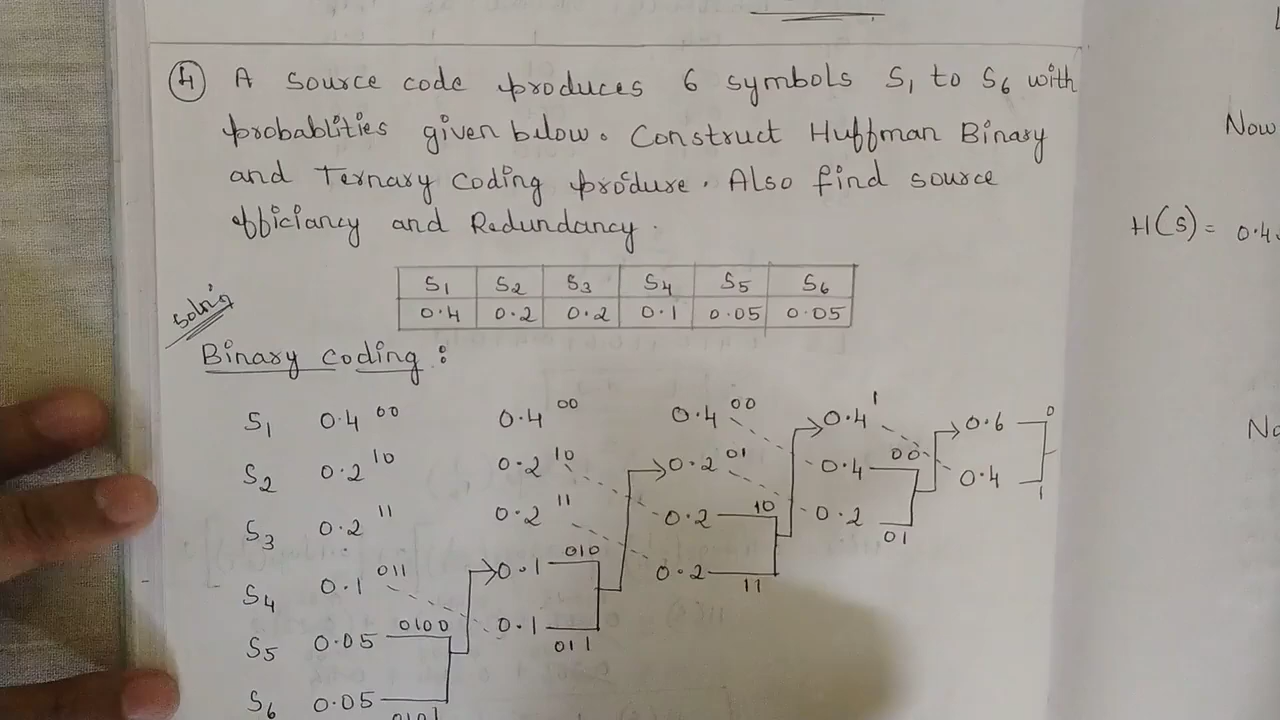 ④ A source code produces 6 symbols S₁ to S₆ with
probablities given below. Construct Huffman Binary
and Ternary coding produre. Also find source
efficiancy and Redundancy.
Soln
S₁ S₂ S₃ S₄ S₅ S₆
0.4 0.2 0.2 0.1 0.05 0.05
Binary coding :
S₁ 0.4 00 0.4 00 0.4 00 0.4 1 0.6 0
S₂ 0.2 10 0.2 10 0.2 01 0.4 00 0.4 1
S₃ 0.2 11 0.2 11 0.2 10 0.2 01
S₄ 0.1 011 0.1 010 0.2 11
S₅ 0.05 0100 0.1 011
S₆ 0.05 0101
Now
H(S) = 0.4
No